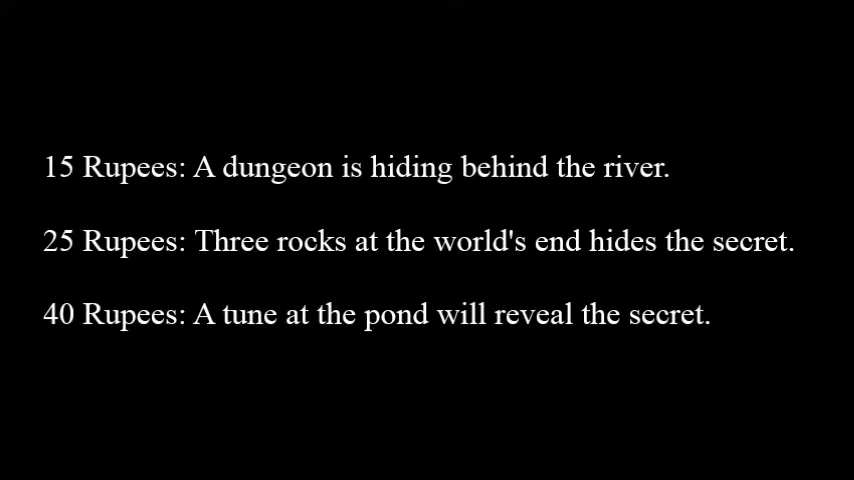 15 Rupees: A dungeon is hiding behind the river.
25 Rupees: Three rocks at the world's end hides the secret.
40 Rupees: A tune at the pond will reveal the secret.